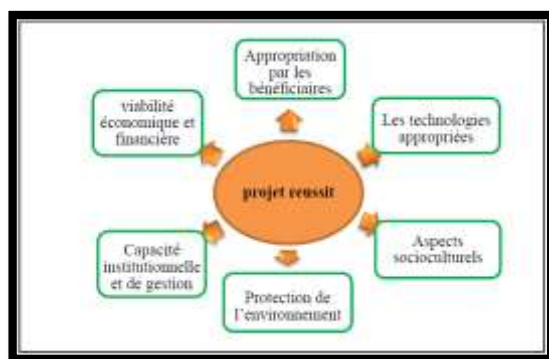 Appropriation
par les
bénéficiaires
viabilité
économique et
financière
Les technologies
appropriées
projet reussit
Capacité
institutionnelle
et de gestion
Aspects
socioculturels
Protection de
l'environnement